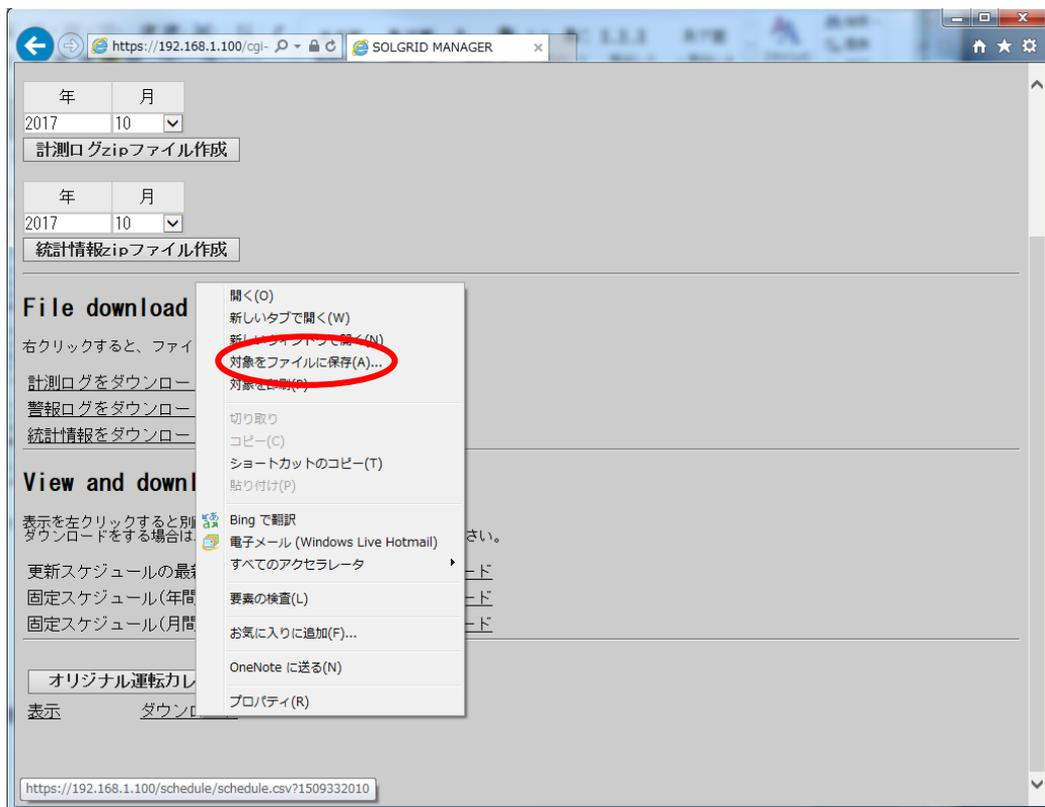 https://192.168.1.100/cgi-
SOLGRID MANAGER
年 月
2017 10
計測ログzipファイル作成
年 月
2017 10
統計情報zipファイル作成
File download
右クリックすると、ファイ
計測ログをダウンロー
警報ログをダウンロー
統計情報をダウンロー
View and downl
表示を左クリックすると別
ダウンロードをする場合は さい。
更新スケジュールの最 ード
固定スケジュール(年間 ード
固定スケジュール(月間 ード
オリジナル運転カレ
表示 ダウンロード
開く(O)
新しいタブで開く(W)
新しいウィンドウで開く(N)
対象をファイルに保存(A)...
対象を印刷(P)
切り取り
コピー(C)
ショートカットのコピー(T)
貼り付け(P)
Bing で翻訳
電子メール (Windows Live Hotmail)
すべてのアクセラレータ
要素の検査(L)
お気に入りに追加(F)...
OneNote に送る(N)
プロパティ(R)
https://192.168.1.100/schedule/schedule.csv?1509332010